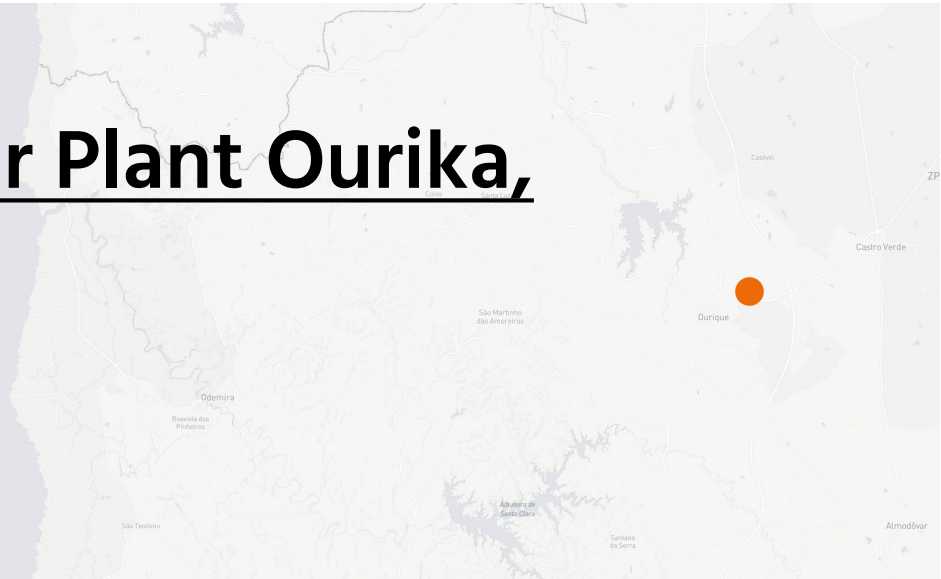 r Plant Ourika,
Casével
ZP
Colos
Castro Verde
São Martinho
das Amoreiras
Ourique
Odemira
Boavista dos
Pinheiros
Albufeira de
Santa Clara
São Teotónio
Almodôvar
Santana
da Serra